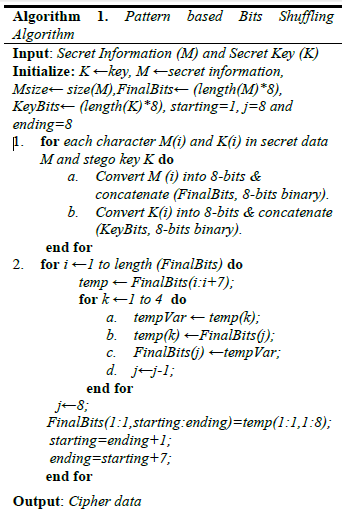 Algorithm 1. Pattern based Bits Shuffling
Algorithm
Input: Secret Information (M) and Secret Key (K)
Initialize: K ←key, M ←secret information,
Msize← size(M),FinalBits← (length(M)*8),
KeyBits← (length(K)*8), starting=1, j=8 and
ending=8
1. for each character M(i) and K(i) in secret data
M and stego key K do
a. Convert M (i) into 8-bits &
concatenate (FinalBits, 8-bits binary).
b. Convert K(i) into 8-bits & concatenate
(KeyBits, 8-bits binary).
end for
2. for i ←1 to length (FinalBits) do
temp ← FinalBits(i:i+7);
for k ←1 to 4 do
a. tempVar ← temp(k);
b. temp(k) ←FinalBits(j);
c. FinalBits(j) ←tempVar;
d. j←j-1;
end for
j←8;
FinalBits(1:1,starting:ending)=temp(1:1,1:8);
starting=ending+1;
ending=starting+7;
end for
Output: Cipher data